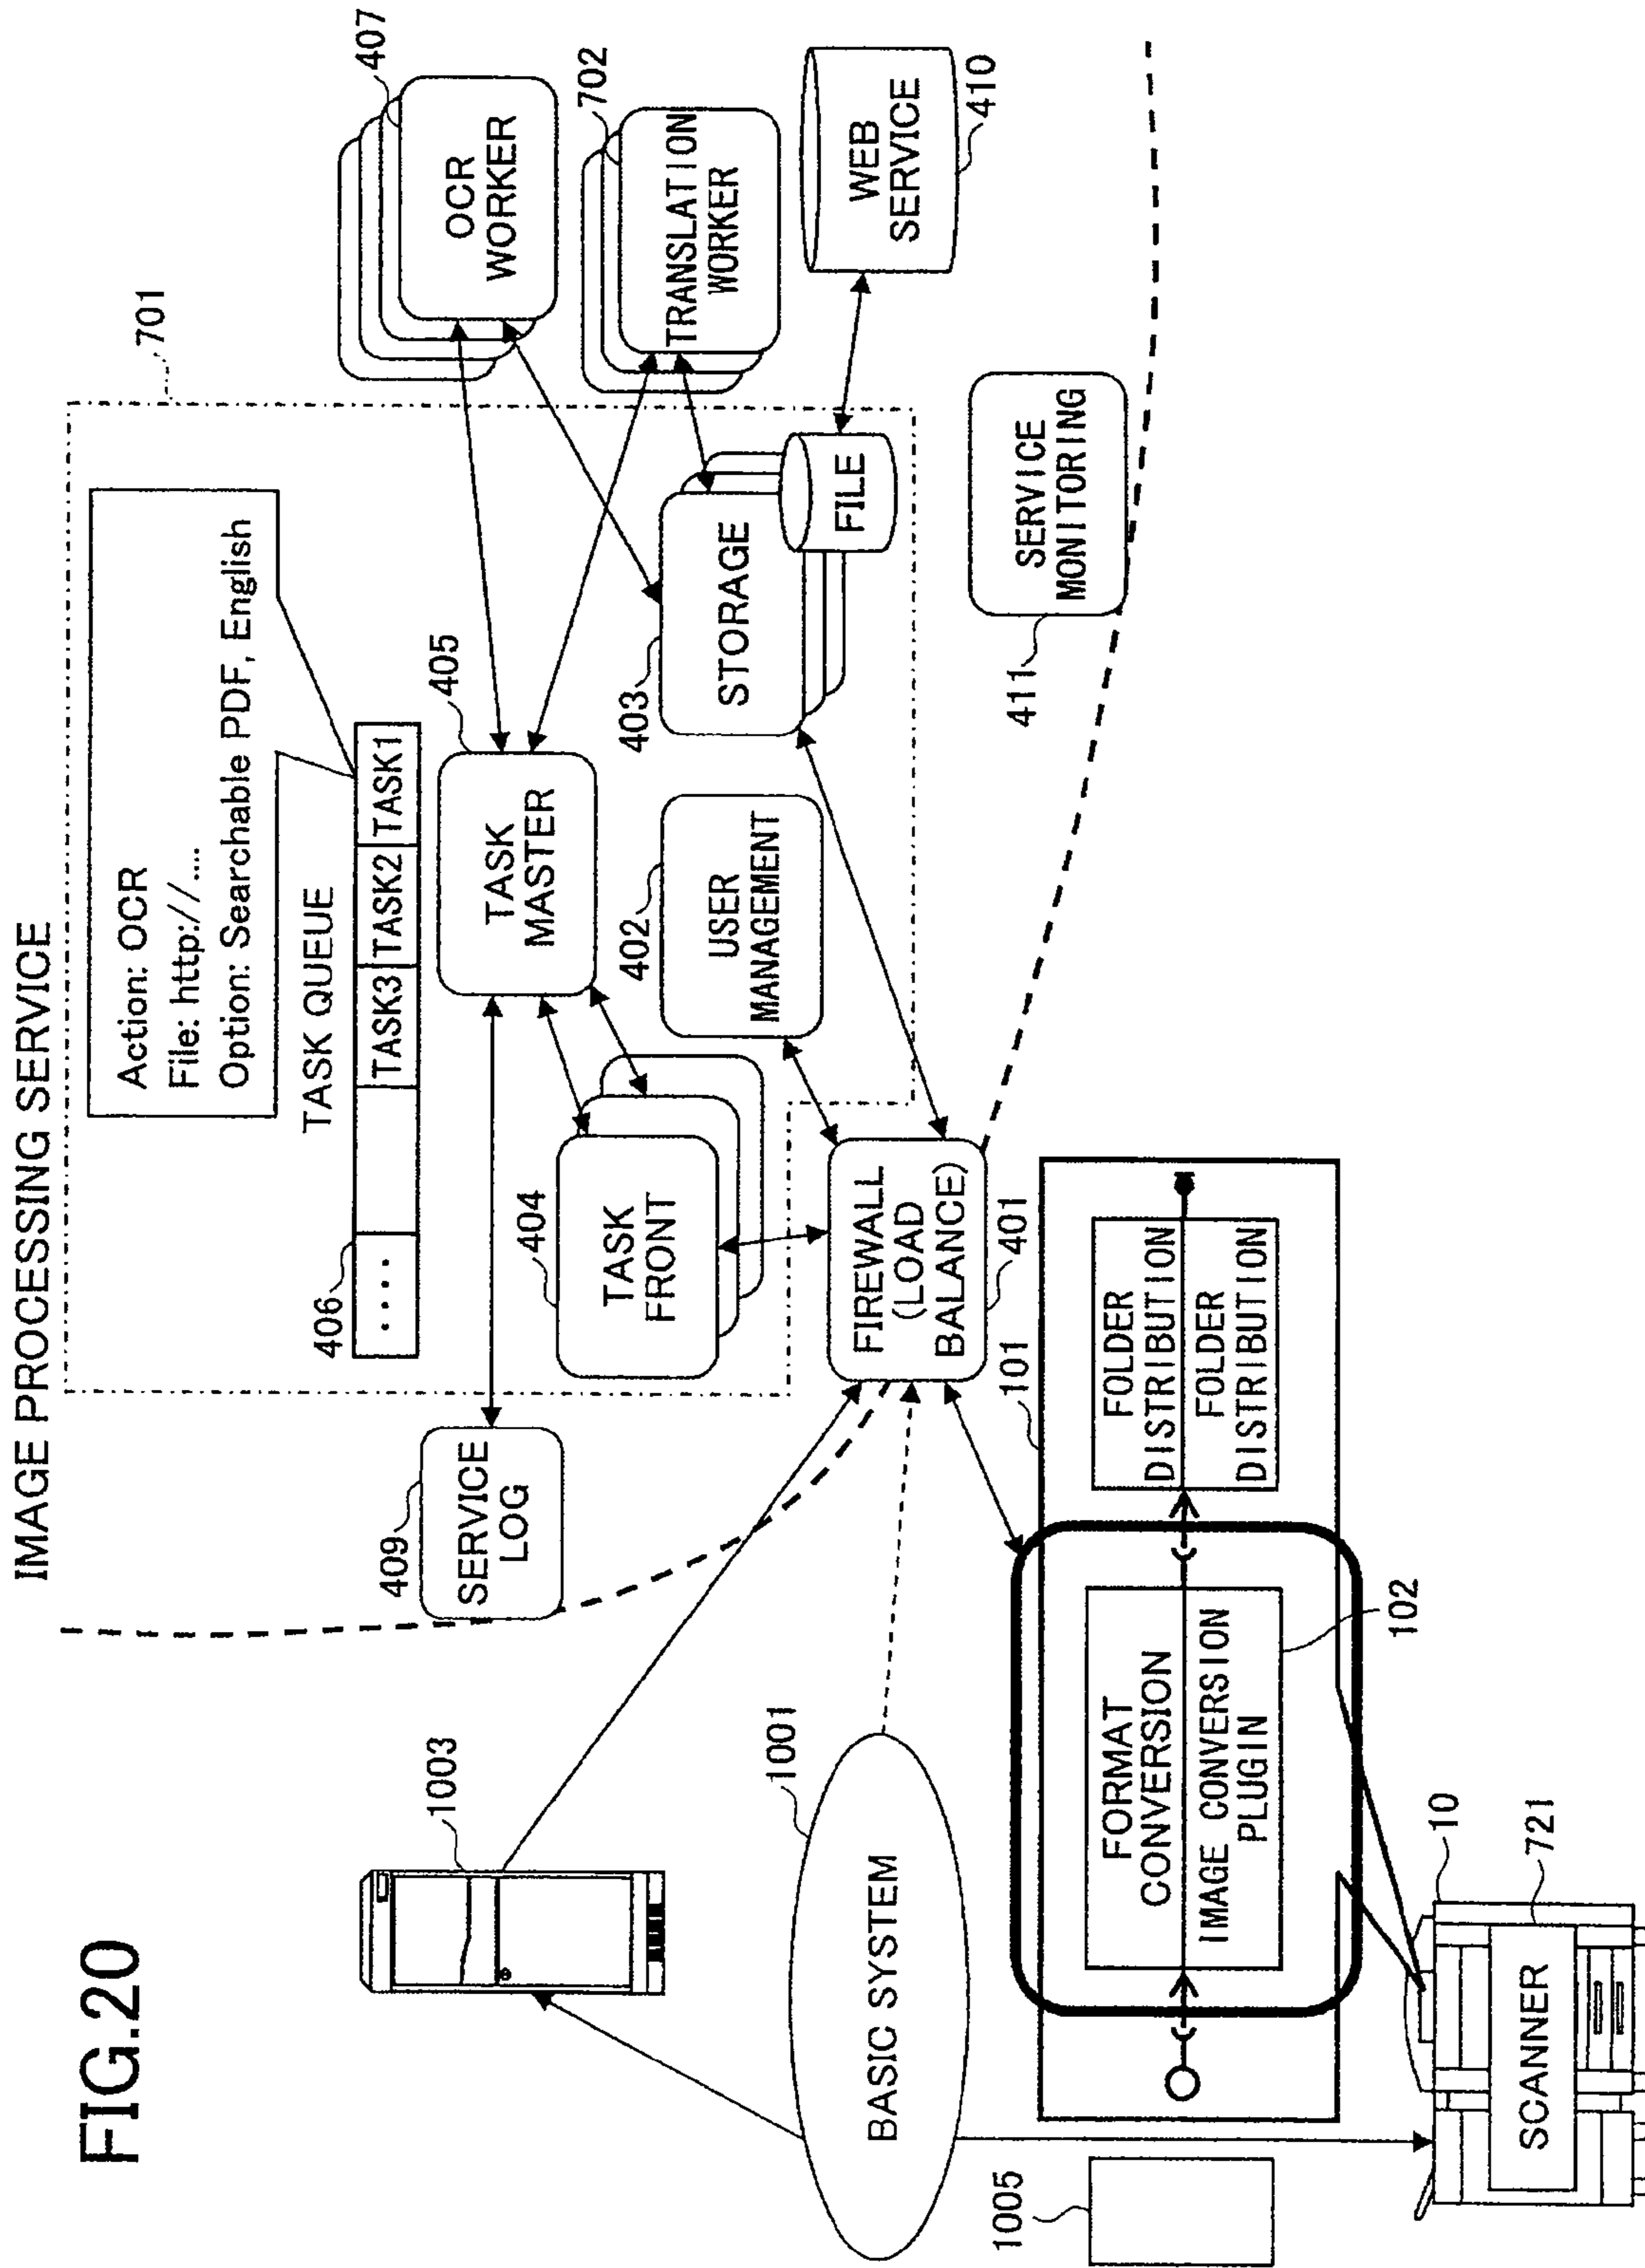 FIG.20
IMAGE PROCESSING SERVICE
701
Action: OCR
File: http://....
Option: Searchable PDF, English
TASK QUEUE
406
....
TASK3
TASK2
TASK1
407
OCR
WORKER
409
SERVICE
LOG
404
TASK
FRONT
405
TASK
MASTER
702
TRANSLATION
WORKER
402
USER
MANAGEMENT
403
STORAGE
FILE
WEB
SERVICE
410
1003
FIREWALL
(LOAD
BALANCE)
401
SERVICE
MONITORING
411
1001
BASIC SYSTEM
101
FORMAT
CONVERSION
IMAGE CONVERSION
PLUGIN
102
FOLDER
DISTRIBUTION
FOLDER
DISTRIBUTION
1005
10
721
SCANNER